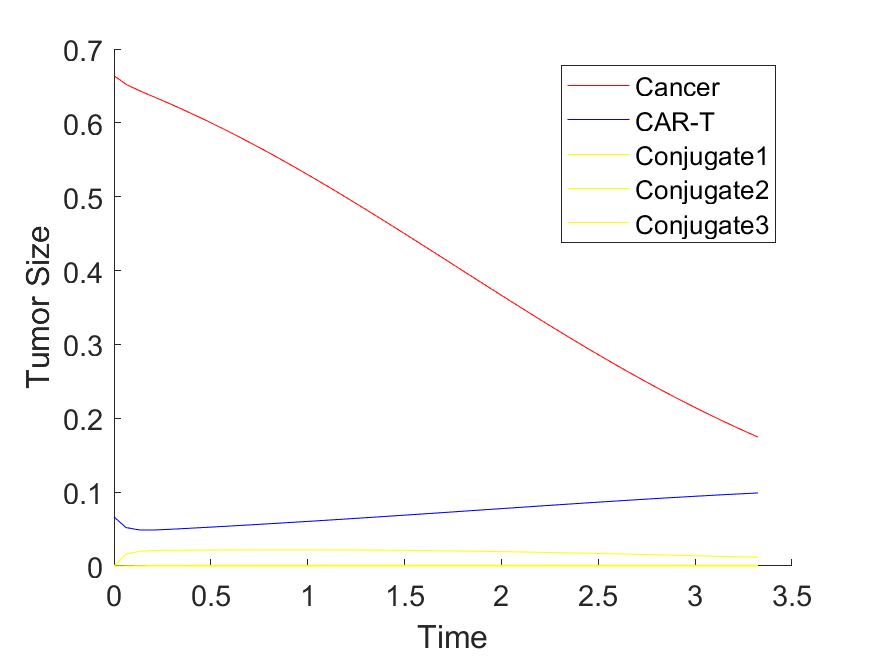 0.7
0.6
0.5
0.4
0.3
0.2
0.1
0
Tumor Size
Cancer
CAR-T
Conjugate1
Conjugate2
Conjugate3
0 0.5 1 1.5 2 2.5 3 3.5
Time